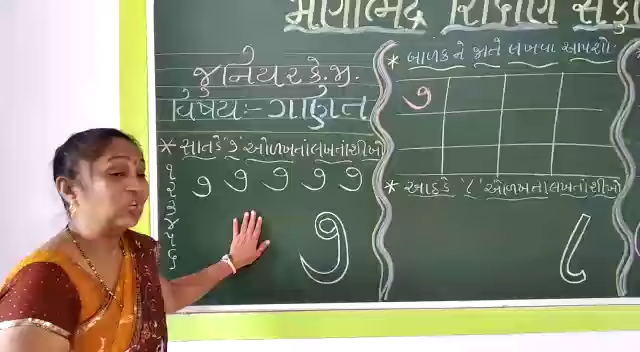 જુનિયર કે.જી.
વિષય:- ગણિત
* સાતડે '૭' ઓળખતાં લખતાં શીખો
૭ ૭ ૭ ૭ ૭
૭
* બાળકને જાતે લખવા આપશો.
૭
* આઠડે '૮' ઓળખતા લખતાં શીખો
૮